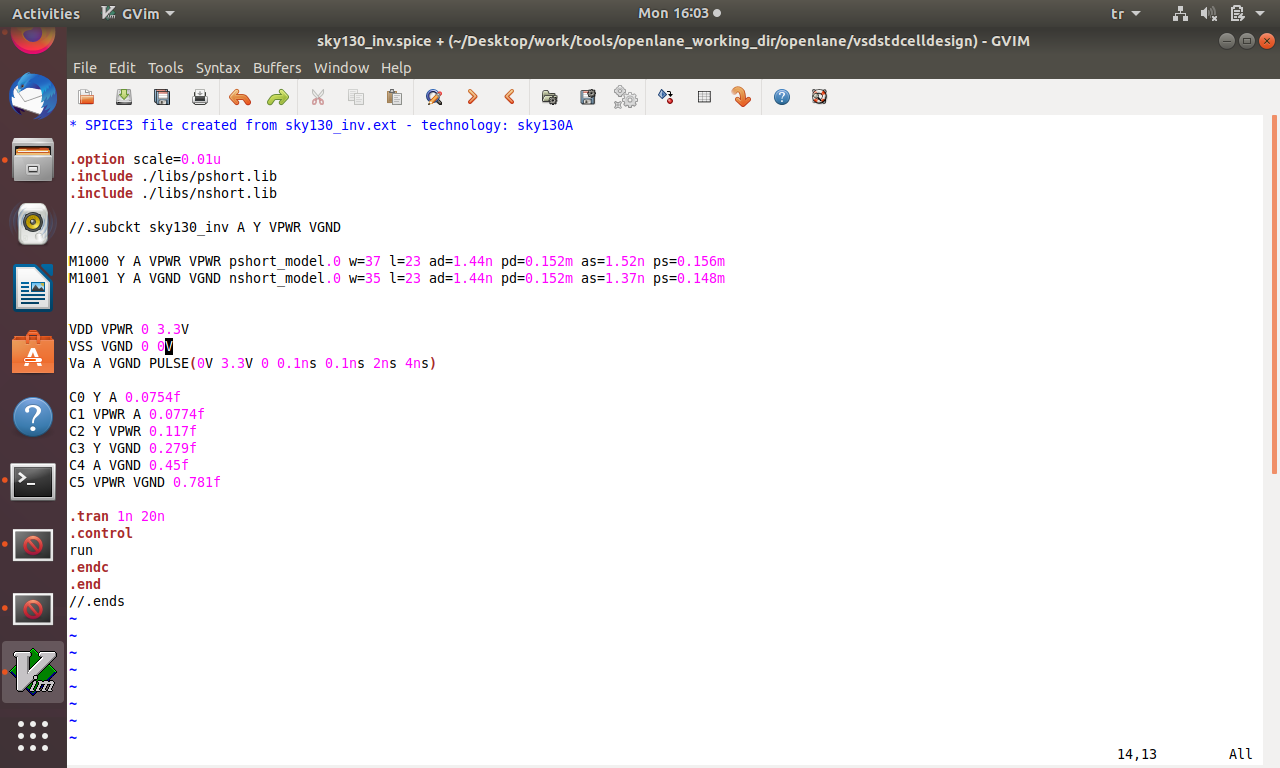 Activities GVim Mon 16:03 tr
sky130_inv.spice + (~/Desktop/work/tools/openlane_working_dir/openlane/vsdstdcelldesign) - GVIM
File Edit Tools Syntax Buffers Window Help
* SPICE3 file created from sky130_inv.ext - technology: sky130A
.option scale=0.01u
.include ./libs/pshort.lib
.include ./libs/nshort.lib
//.subckt sky130_inv A Y VPWR VGND
M1000 Y A VPWR VPWR pshort_model.0 w=37 l=23 ad=1.44n pd=0.152m as=1.52n ps=0.156m
M1001 Y A VGND VGND nshort_model.0 w=35 l=23 ad=1.44n pd=0.152m as=1.37n ps=0.148m
VDD VPWR 0 3.3V
VSS VGND 0 0V
Va A VGND PULSE(0V 3.3V 0 0.1ns 0.1ns 2ns 4ns)
C0 Y A 0.0754f
C1 VPWR A 0.0774f
C2 Y VPWR 0.117f
C3 Y VGND 0.279f
C4 A VGND 0.45f
C5 VPWR VGND 0.781f
.tran 1n 20n
.control
run
.endc
.end
//.ends
~
~
~
~
~
~
~
~
14,13 All